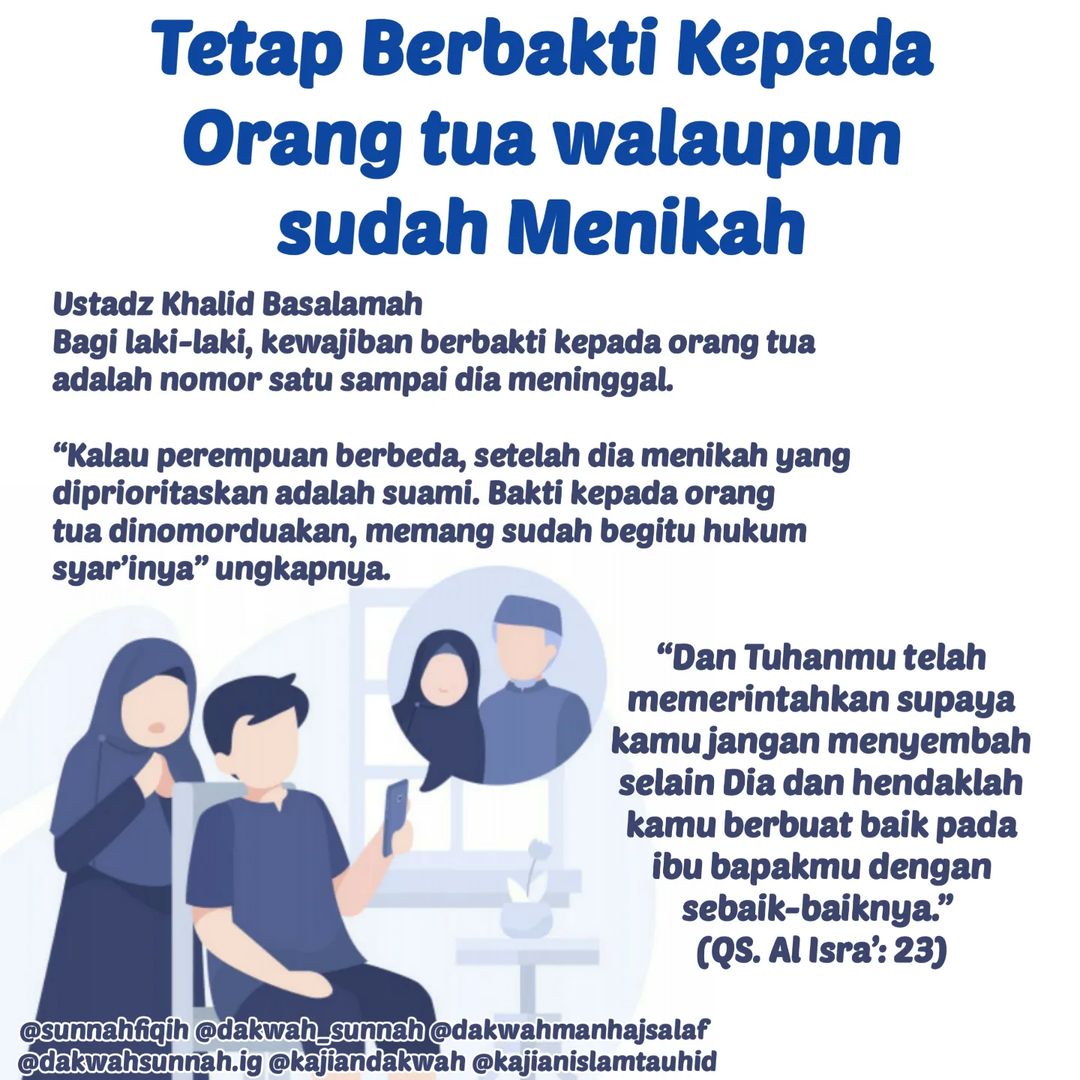 Tetap Berbakti Kepada
Orang tua walaupun
sudah Menikah
Ustadz Khalid Basalamah
Bagi laki-laki, kewajiban berbakti kepada orang tua
adalah nomor satu sampai dia meninggal.
“Kalau perempuan berbeda, setelah dia menikah yang
diprioritaskan adalah suami. Bakti kepada orang
tua dinomorduakan, memang sudah begitu hukum
syar’inya” ungkapnya.
“Dan Tuhanmu telah
memerintahkan supaya
kamu jangan menyembah
selain Dia dan hendaklah
kamu berbuat baik pada
ibu bapakmu dengan
sebaik-baiknya.”
(QS. Al Isra’: 23)
@sunnahfiqih @dakwah_sunnah @dakwahmanhajsalaf
@dakwahsunnah.ig @kajiandakwah @kajianislamtauhid